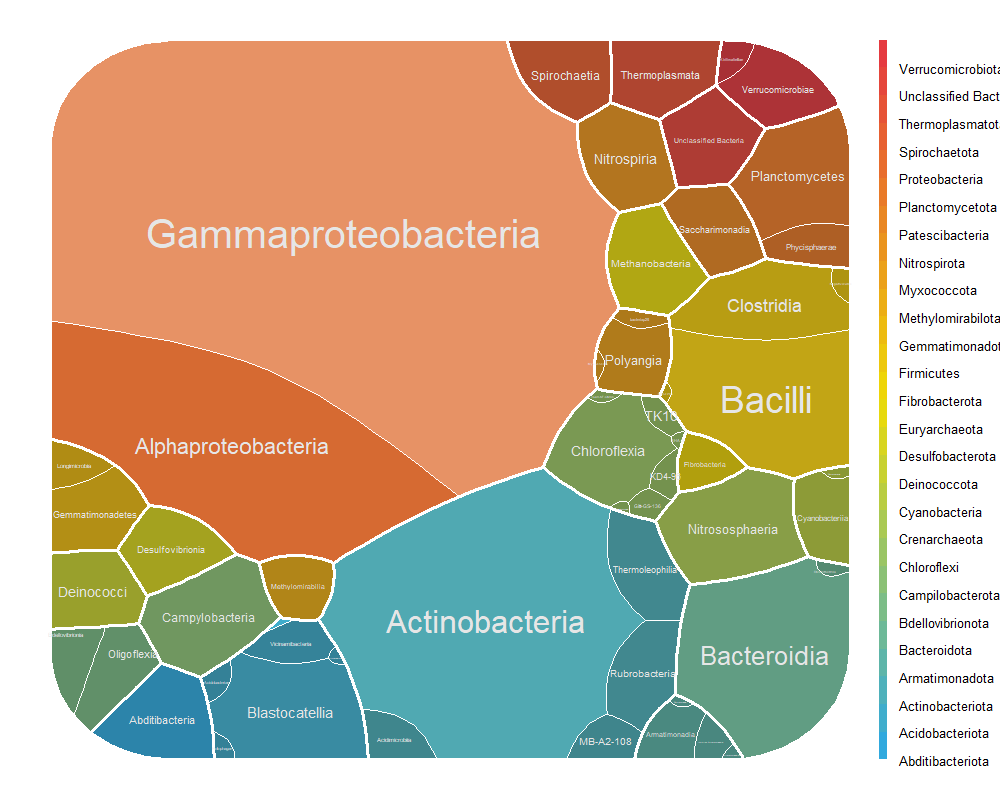 Spirochaetia
Thermoplasmata
Verrucomicrobiae
Unclassified Bacteria
Nitrospiria
Planctomycetes
Saccharimonadia
Phycisphaerae
Gammaproteobacteria
Methanobacteria
Clostridia
Polyangia
Bacilli
TK10
Alphaproteobacteria
Chloroflexia
Longimicrobiia
Fibrobacteria
KD4-9
Gemmatimonadetes
Cyanobacteriia
Nitrososphaeria
Desulfovibrionia
Thermoleophilia
Deinococci
Methylomirabilia
Campylobacteria
Actinobacteria
dellovibrionia
Vicinamibacteria
Oligoflexia
Bacteroidia
Rubrobacteria
Blastocatellia
Abditibacteria
Armatimonadia
Acidimicrobiia
MB-A2-108
Verrucomicrobiota
Unclassified Bact
Thermoplasmatot
Spirochaetota
Proteobacteria
Planctomycetota
Patescibacteria
Nitrospirota
Myxococcota
Methylomirabilota
Gemmatimonadot
Firmicutes
Fibrobacterota
Euryarchaeota
Desulfobacterota
Deinococcota
Cyanobacteria
Crenarchaeota
Chloroflexi
Campilobacterota
Bdellovibrionota
Bacteroidota
Armatimonadota
Actinobacteriota
Acidobacteriota
Abditibacteriota